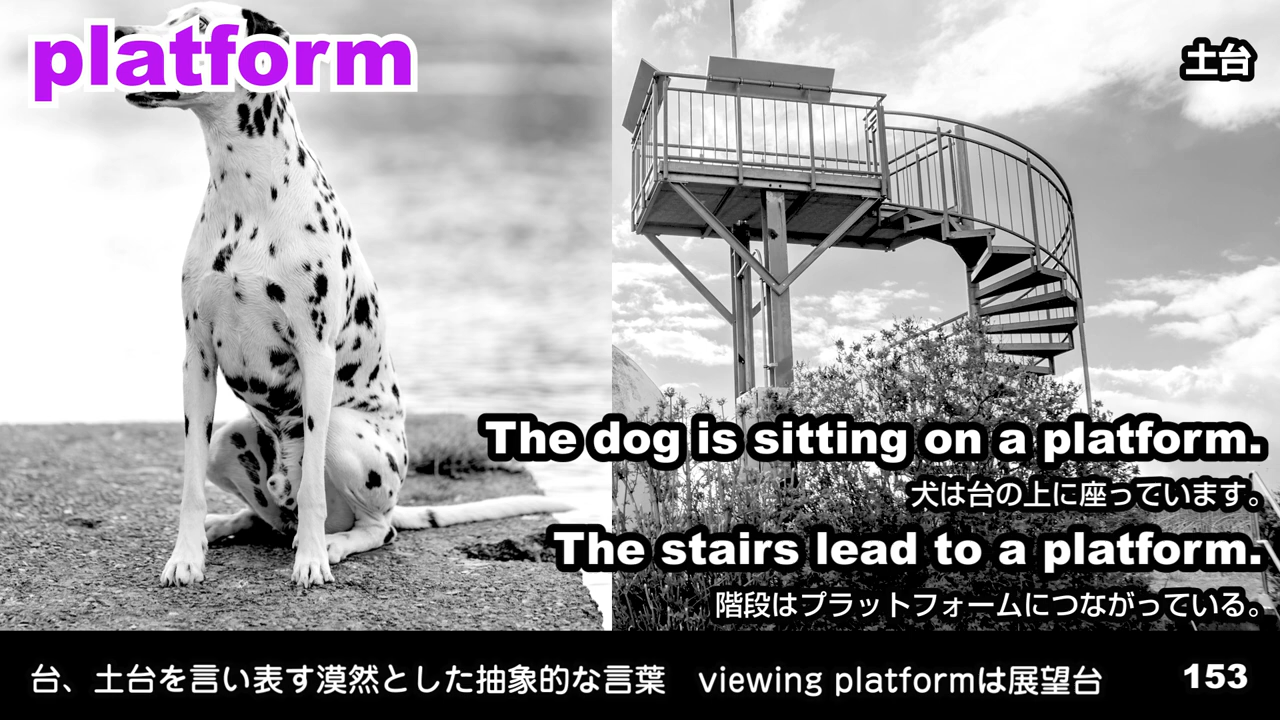 platform
土台
The dog is sitting on a platform.
犬は台の上に座っています。
The stairs lead to a platform.
階段はプラットフォームにつながっている。
台、土台を言い表す漠然とした抽象的な言葉　viewing platformは展望台
153